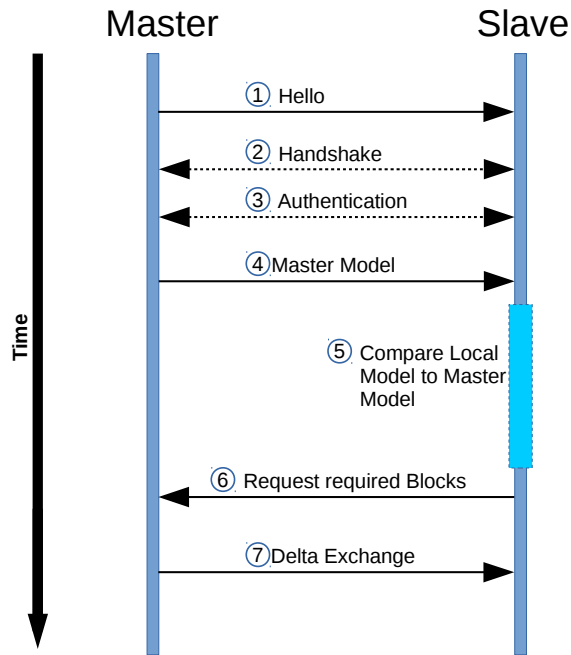 Master
Slave
1 Hello
2 Handshake
3 Authentication
4 Master Model
Time
5 Compare Local
Model to Master
Model
6 Request required Blocks
7 Delta Exchange